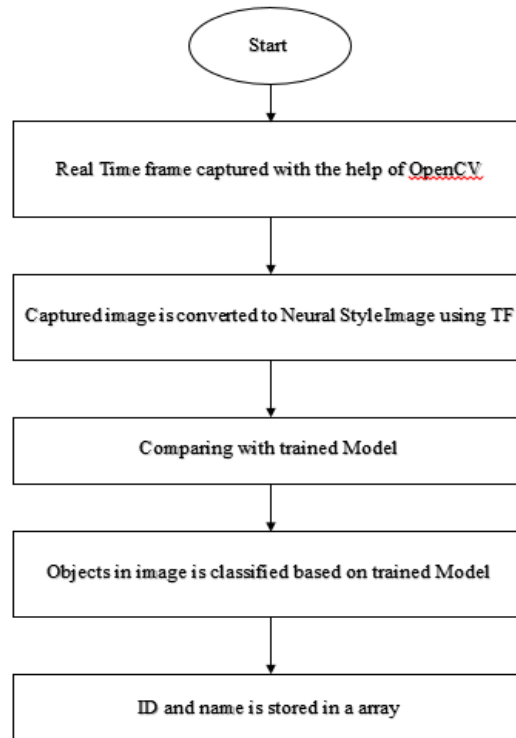 Start
Real Time frame captured with the help of OpenCV
Captured image is converted to Neural Style Image using TF
Comparing with trained Model
Objects in image is classified based on trained Model
ID and name is stored in a array